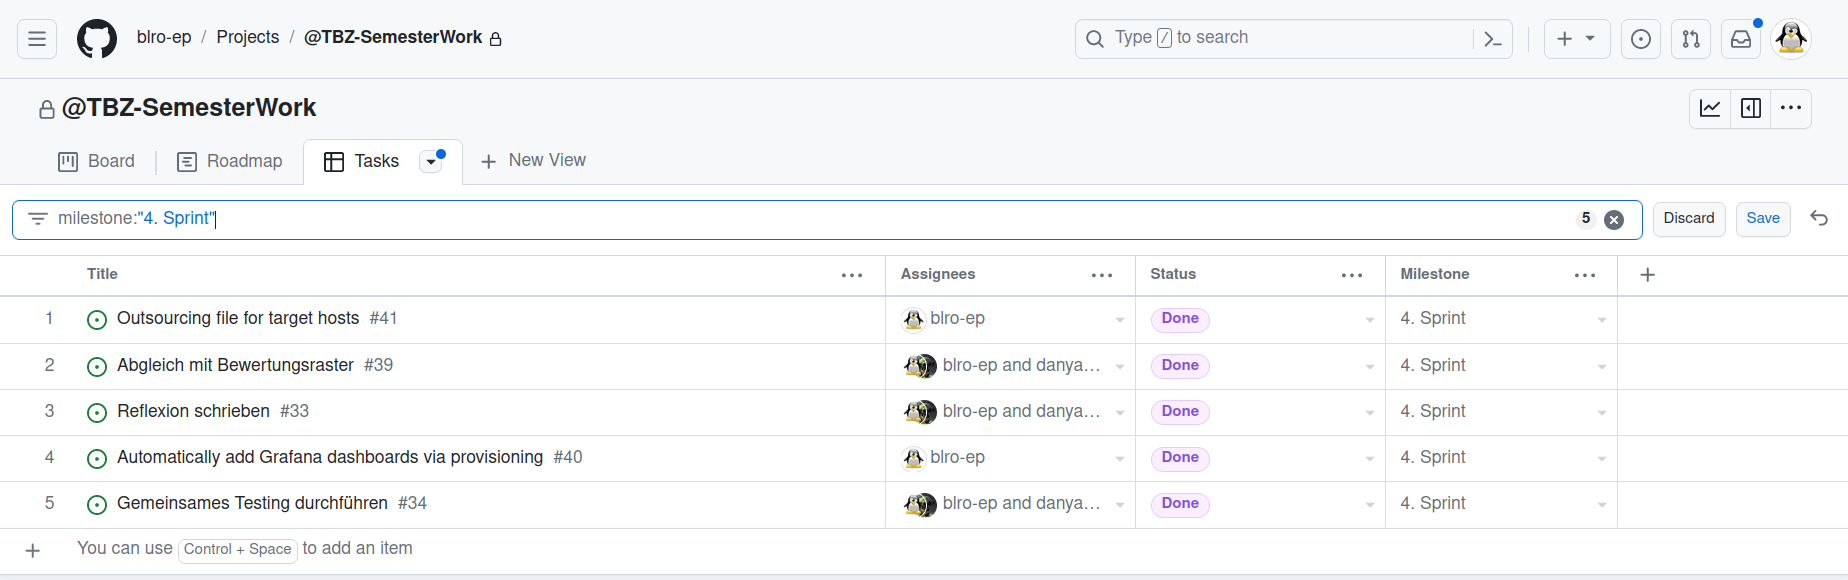 blro-ep / Projects / @TBZ-SemesterWork
Type / to search
@TBZ-SemesterWork
Board
Roadmap
Tasks
New View
milestone:"4. Sprint"
5
Discard
Save
Title Assignees Status Milestone
1 Outsourcing file for target hosts #41 blro-ep Done 4. Sprint
2 Abgleich mit Bewertungsraster #39 blro-ep and danya... Done 4. Sprint
3 Reflexion schrieben #33 blro-ep and danya... Done 4. Sprint
4 Automatically add Grafana dashboards via provisioning #40 blro-ep Done 4. Sprint
5 Gemeinsames Testing durchführen #34 blro-ep and danya... Done 4. Sprint
You can use Control + Space to add an item